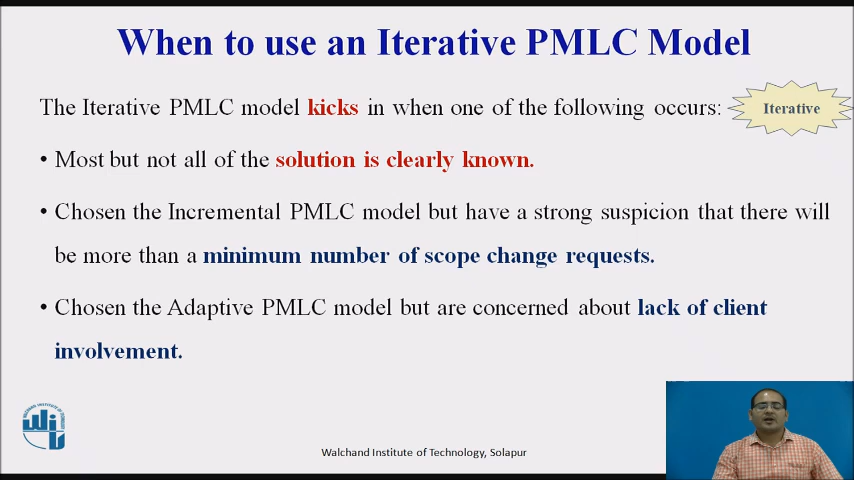 When to use an Iterative PMLC Model
The Iterative PMLC model kicks in when one of the following occurs:
Iterative
• Most but not all of the solution is clearly known.
• Chosen the Incremental PMLC model but have a strong suspicion that there will
be more than a minimum number of scope change requests.
• Chosen the Adaptive PMLC model but are concerned about lack of client
involvement.
Walchand Institute of Technology, Solapur